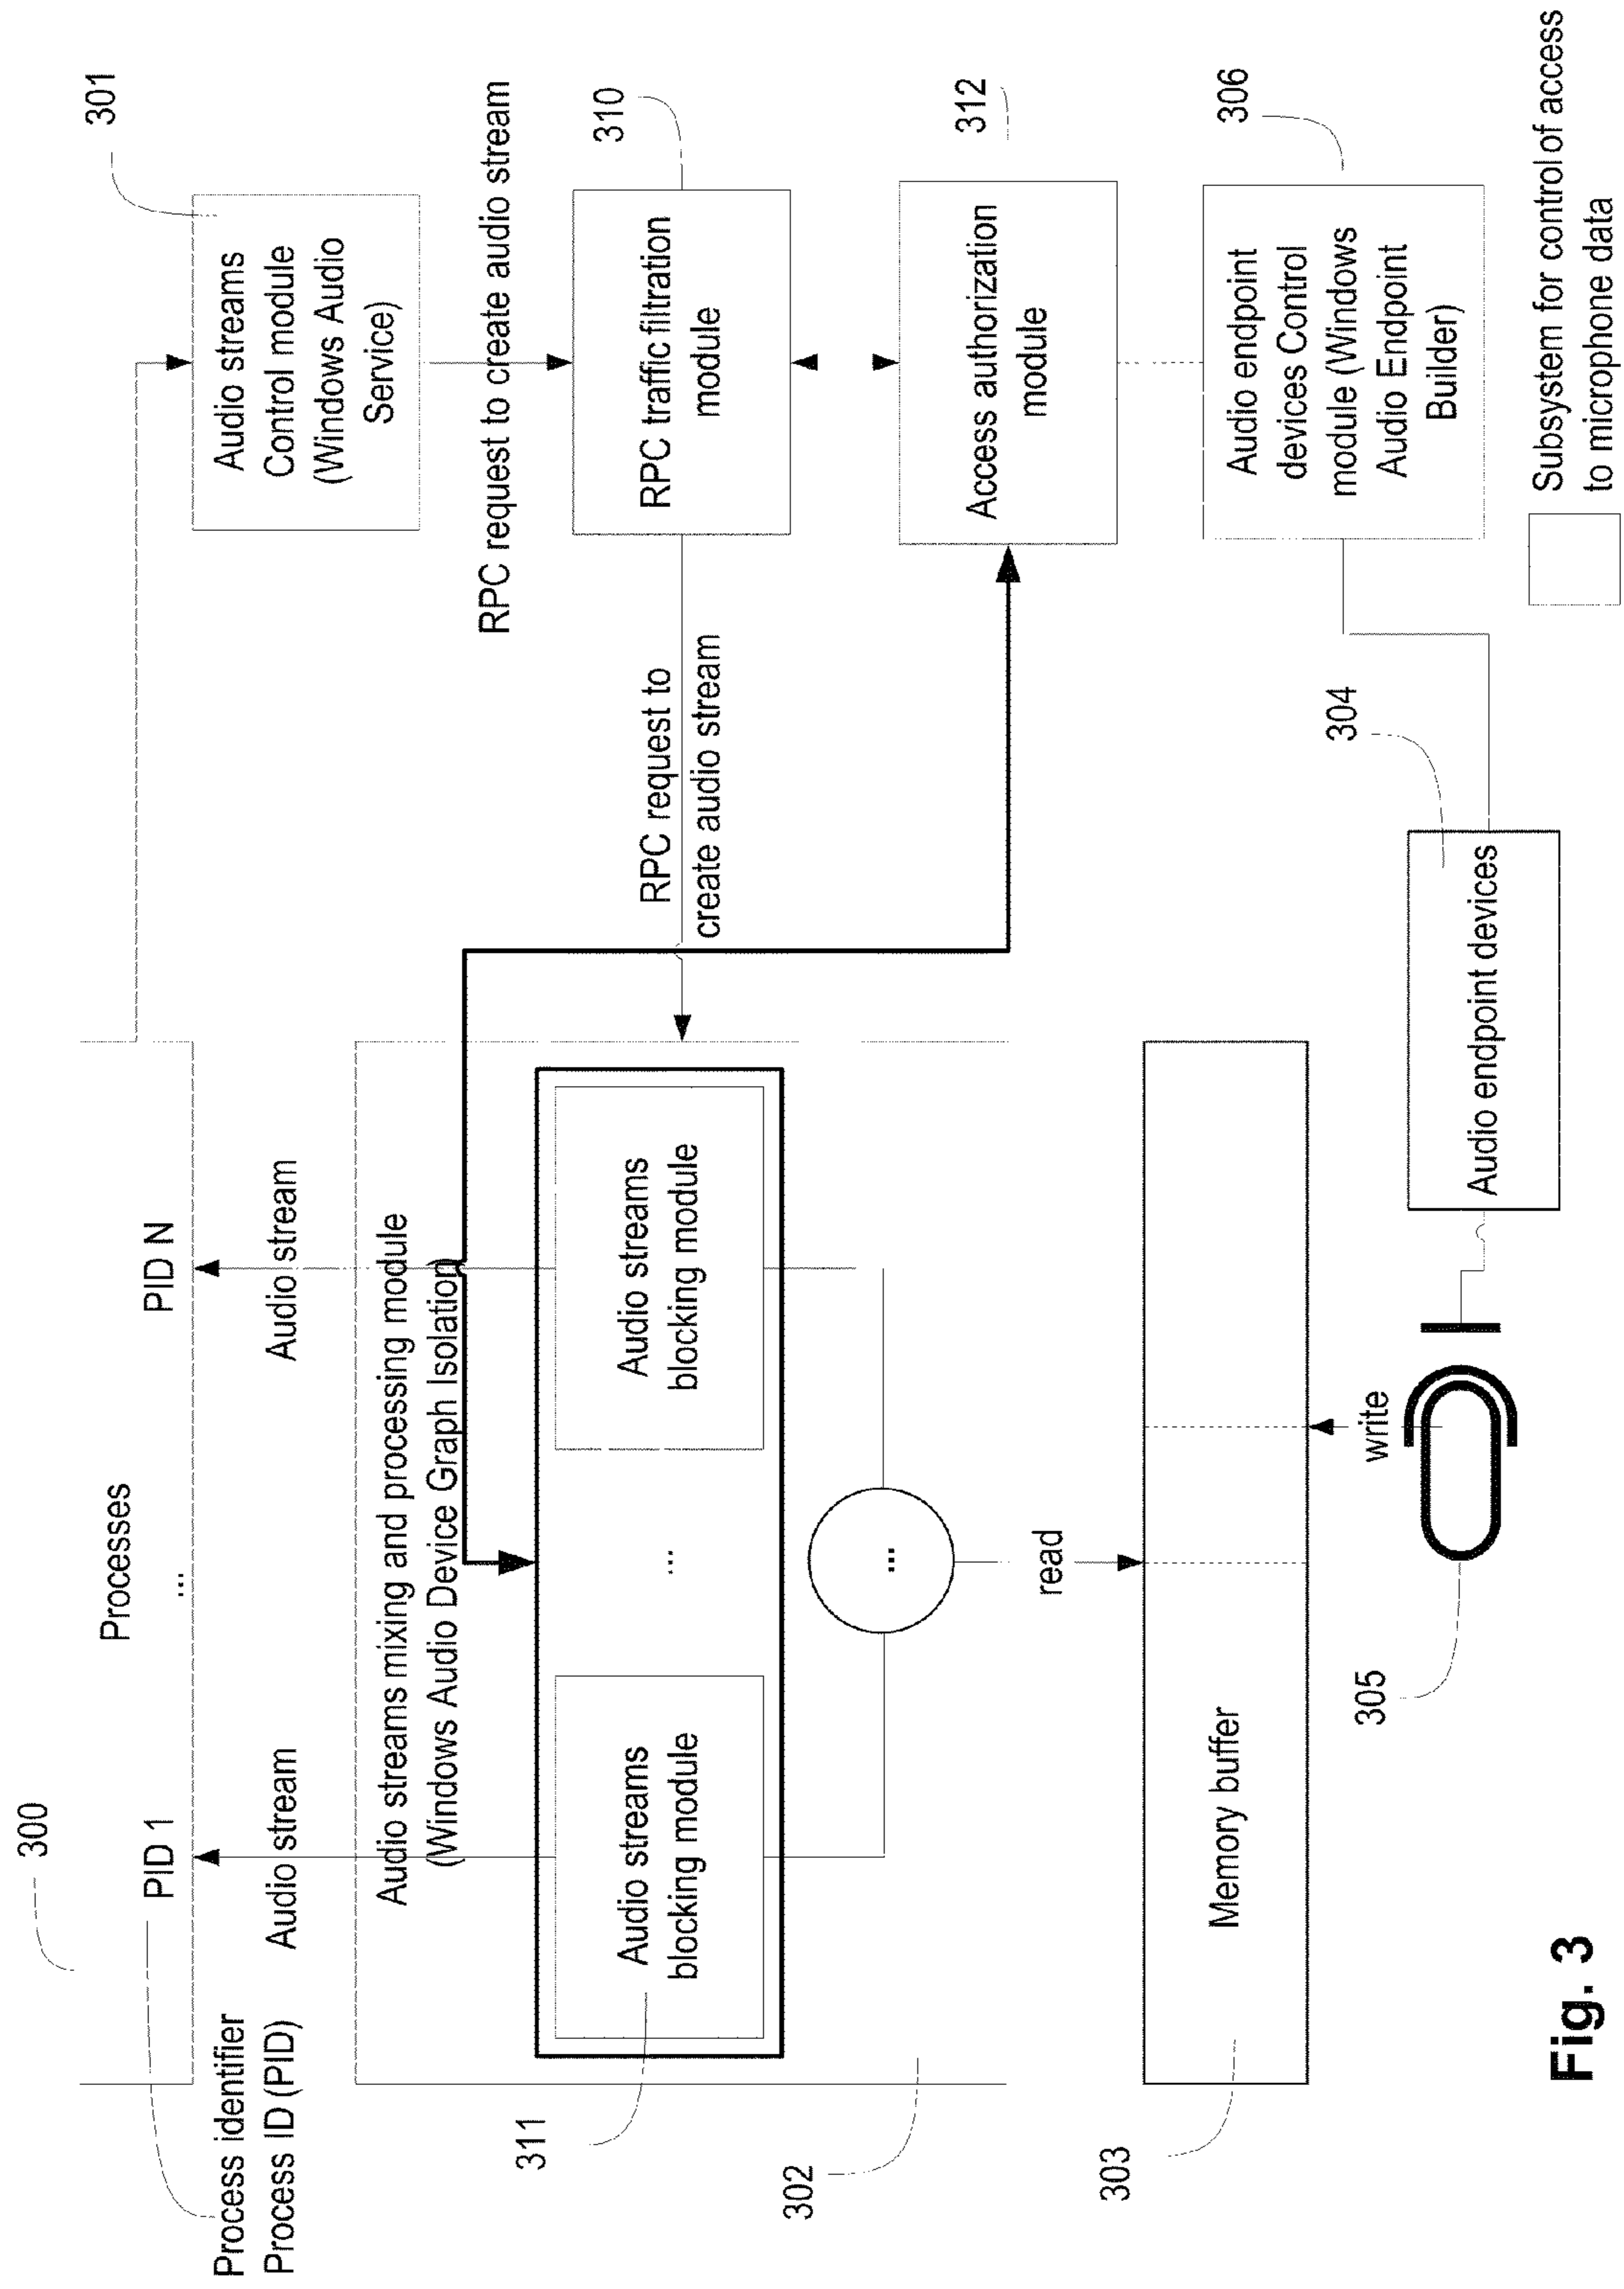 300
Process identifier
Process ID (PID)
PID 1
Processes
...
PID N
301
Audio stream
Audio stream
Audio streams
Control module
(Windows Audio
Service)
Audio streams mixing and processing module
(Windows Audio Device Graph Isolation)
RPC request to create audio stream
311
Audio streams
blocking module
...
Audio streams
blocking module
RPC request to
create audio stream
RPC traffic filtration
module
310
302
...
read
Access authorization
module
312
303
Memory buffer
write
305
Audio endpoint devices
304
Audio endpoint
devices Control
module (Windows
Audio Endpoint
Builder)
306
Subsystem for control of access
to microphone data
Fig. 3